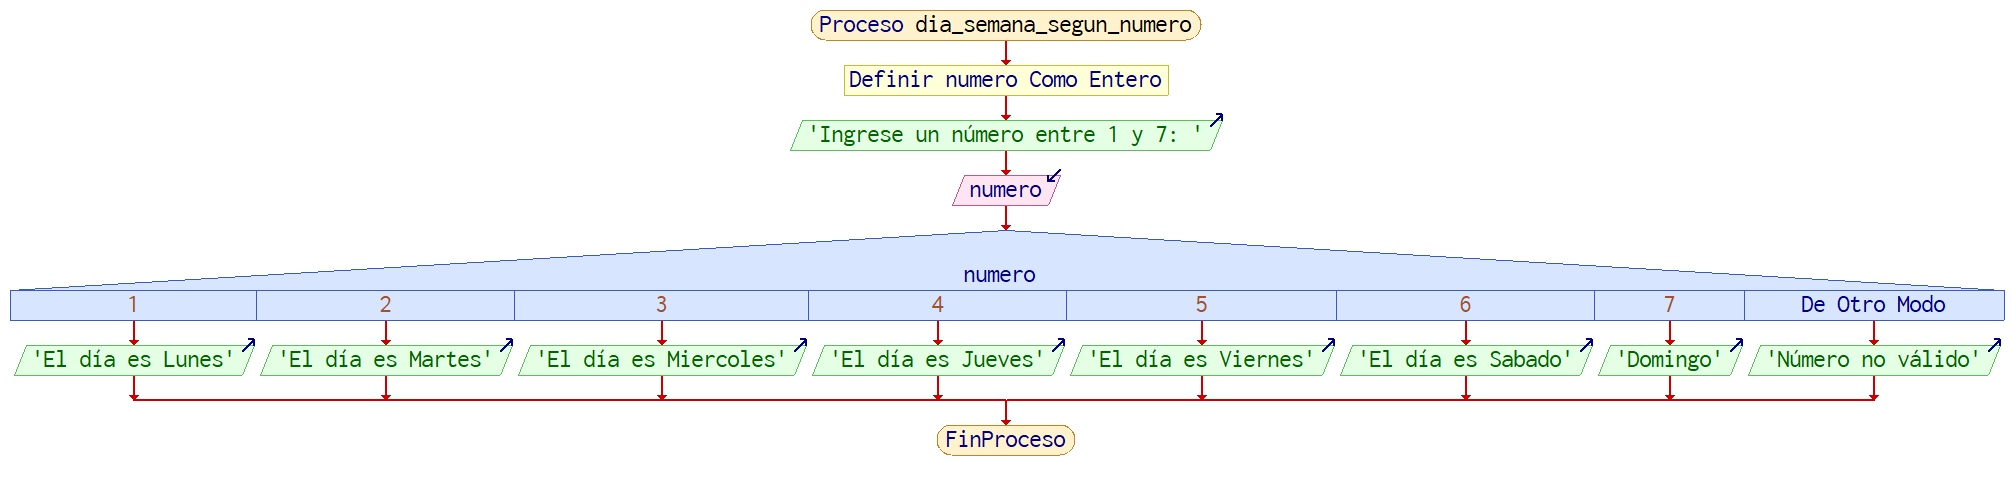 Proceso dia_semana_segun_numero
Definir numero Como Entero
'Ingrese un número entre 1 y 7: '
numero
numero
1 2 3 4 5 6 7 De Otro Modo
'El día es Lunes' 'El día es Martes' 'El día es Miercoles' 'El día es Jueves' 'El día es Viernes' 'El día es Sabado' 'Domingo' 'Número no válido'
FinProceso